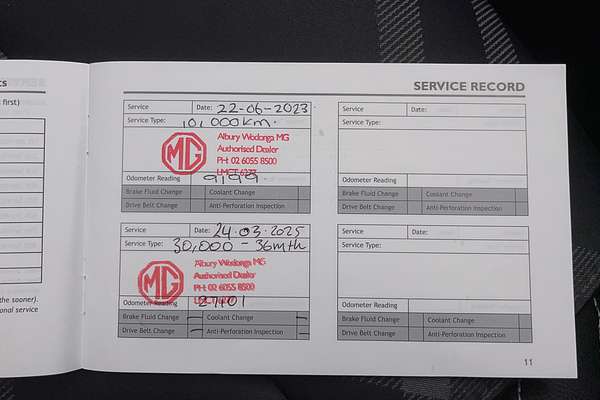 ts
first)
the sooner).
onal service
SERVICE RECORD
Service Date: 22-06-2023.
Service Type: 10,000km.
MG
Albury Wodonga MG
Authorised Dealer
PH: 02 6055 8500
LMCT
Odometer Reading 9199
Brake Fluid Change Coolant Change
Drive Belt Change Anti-Perforation Inspection
Service Date:
Service Type:
Odometer Reading
Brake Fluid Change Coolant Change
Drive Belt Change Anti-Perforation Inspection
Service Date: 24.03.2025
Service Type: 30,000 - 36mth
MG
Albury Wodonga MG
Authorised Dealer
PH: 02 6055 8500
Odometer Reading
Brake Fluid Change Coolant Change
Drive Belt Change Anti-Perforation Inspection
Service Date:
Service Type:
Odometer Reading
Brake Fluid Change Coolant Change
Drive Belt Change Anti-Perforation Inspection
11